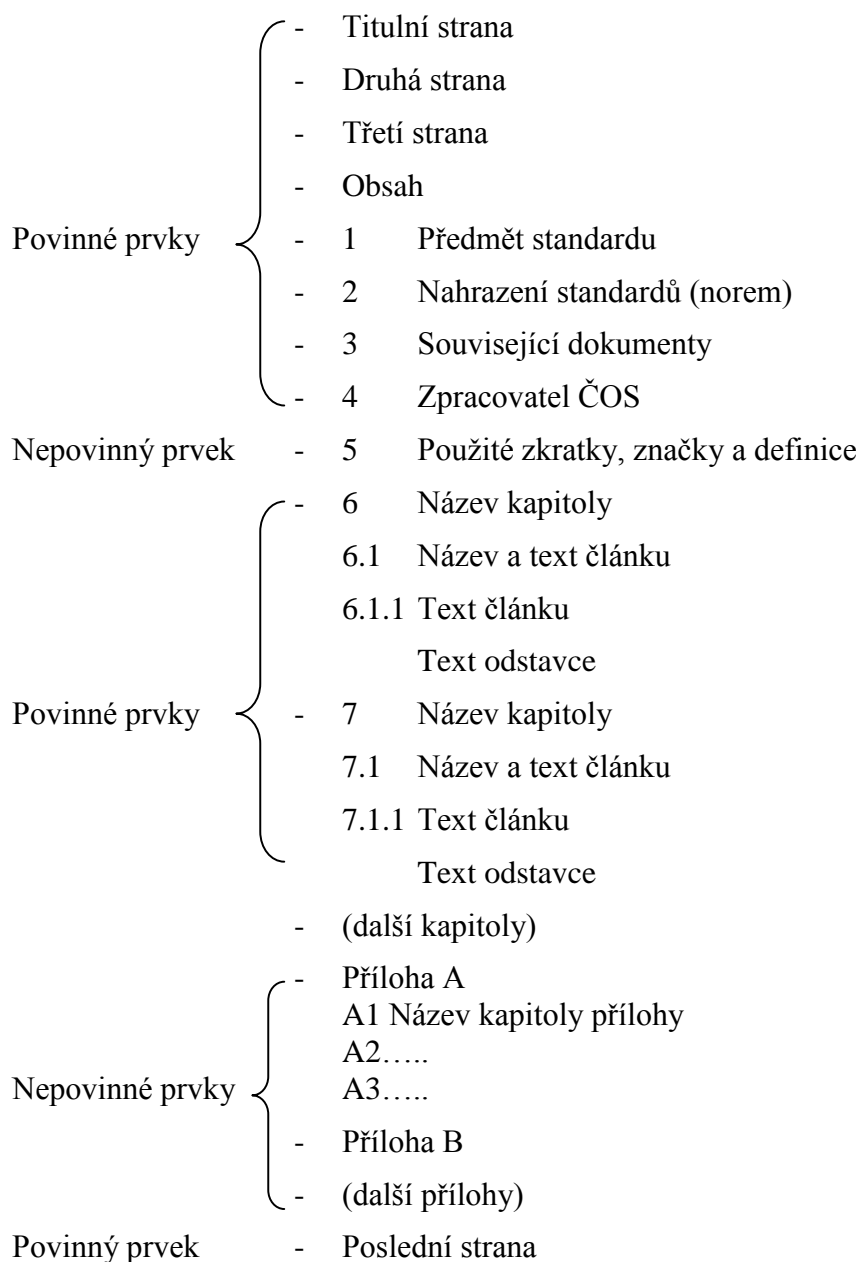 - Titulní strana
- Druhá strana
- Třetí strana
- Obsah
Povinné prvky - 1 Předmět standardu
- 2 Nahrazení standardů (norem)
- 3 Související dokumenty
- 4 Zpracovatel ČOS
Nepovinný prvek - 5 Použité zkratky, značky a definice
- 6 Název kapitoly
6.1 Název a text článku
6.1.1 Text článku
Text odstavce
Povinné prvky - 7 Název kapitoly
7.1 Název a text článku
7.1.1 Text článku
Text odstavce
- (další kapitoly)
- Příloha A
A1 Název kapitoly přílohy
A2…..
Nepovinné prvky A3…..
- Příloha B
- (další přílohy)
Povinný prvek - Poslední strana